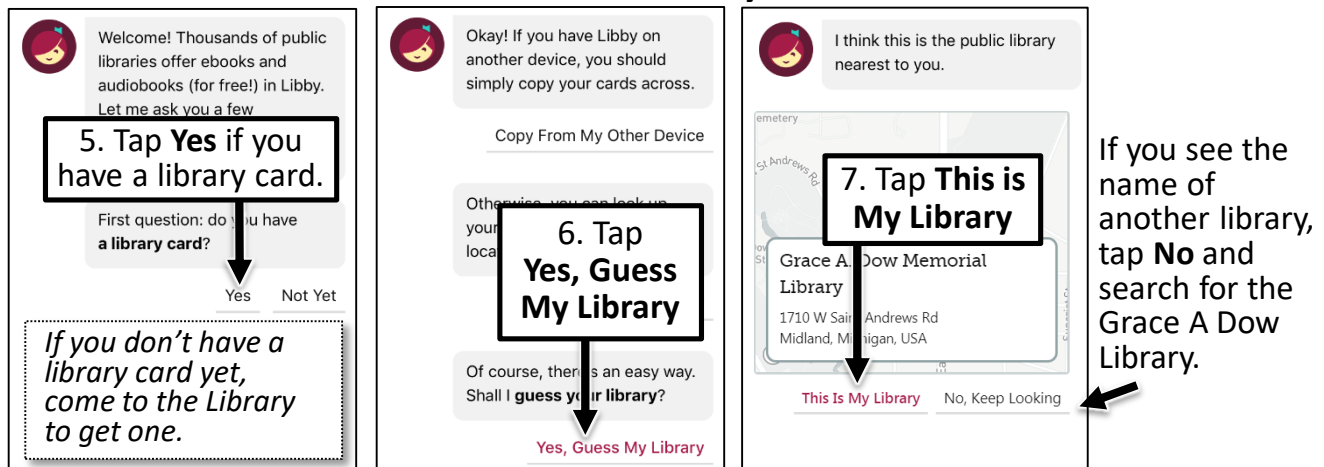 Welcome! Thousands of public
libraries offer ebooks and
audiobooks (for free!) in Libby.
Let me ask you a few
5. Tap Yes if you
have a library card.
First question: do you have
a library card?
Yes Not Yet
If you don't have a
library card yet,
come to the Library
to get one.
Okay! If you have Libby on
another device, you should
simply copy your cards across.
Copy From My Other Device
Otherwise, you can look up
your
6. Tap
Yes, Guess
My Library
Of course, there's an easy way.
Shall I guess your library?
Yes, Guess My Library
I think this is the public library
nearest to you.
emetery
St Andrews Rd
7. Tap This is
My Library
Grace A. Dow Memorial
Library
1710 W Saint Andrews Rd
Midland, Michigan, USA
This Is My Library No, Keep Looking
If you see the
name of
another library,
tap No and
search for the
Grace A Dow
Library.